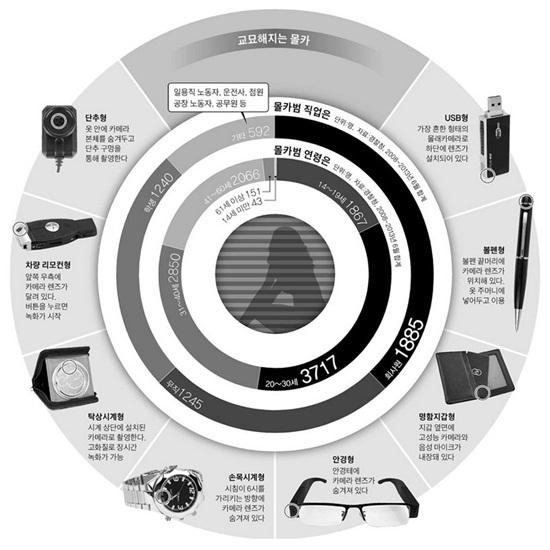 교묘해지는 몰카
일용직 노동자, 운전사, 점원
공장 노동자, 공무원 등
몰카범 직업은
단위:명, 자료:경찰청, 2008~2013년 6월 합계
기타 592
학생 1240
무직 1245
회사원 1885
몰카범 연령은
단위:명, 자료:경찰청, 2008~2013년 6월 합계
14~19세 1867
20~30세 3717
31~40세 2850
41~60세 2066
61세 이상 151
14세 미만 43
단추형
옷 안에 카메라
본체를 숨겨두고
단추 구멍을
통해 촬영한다
USB형
가장 흔한 형태의
몰래카메라로
하단에 렌즈가
설치되어 있다
차량 리모컨형
앞쪽 우측에
카메라 렌즈가
달려 있다.
버튼을 누르면
녹화가 시작
볼펜형
볼펜 끝머리에
카메라 렌즈가
위치해 있다.
옷 주머니에
넣어두고 이용
탁상시계형
시계 상단에 설치된
카메라로 촬영한다.
고화질로 장시간
녹화가 가능
명함지갑형
지갑 옆면에
고성능 카메라와
음성 마이크가
내장돼 있다
손목시계형
시침이 6시를
가리키는 방향에
카메라 렌즈가
숨겨져 있다
안경형
안경테에
카메라 렌즈가
숨겨져 있다